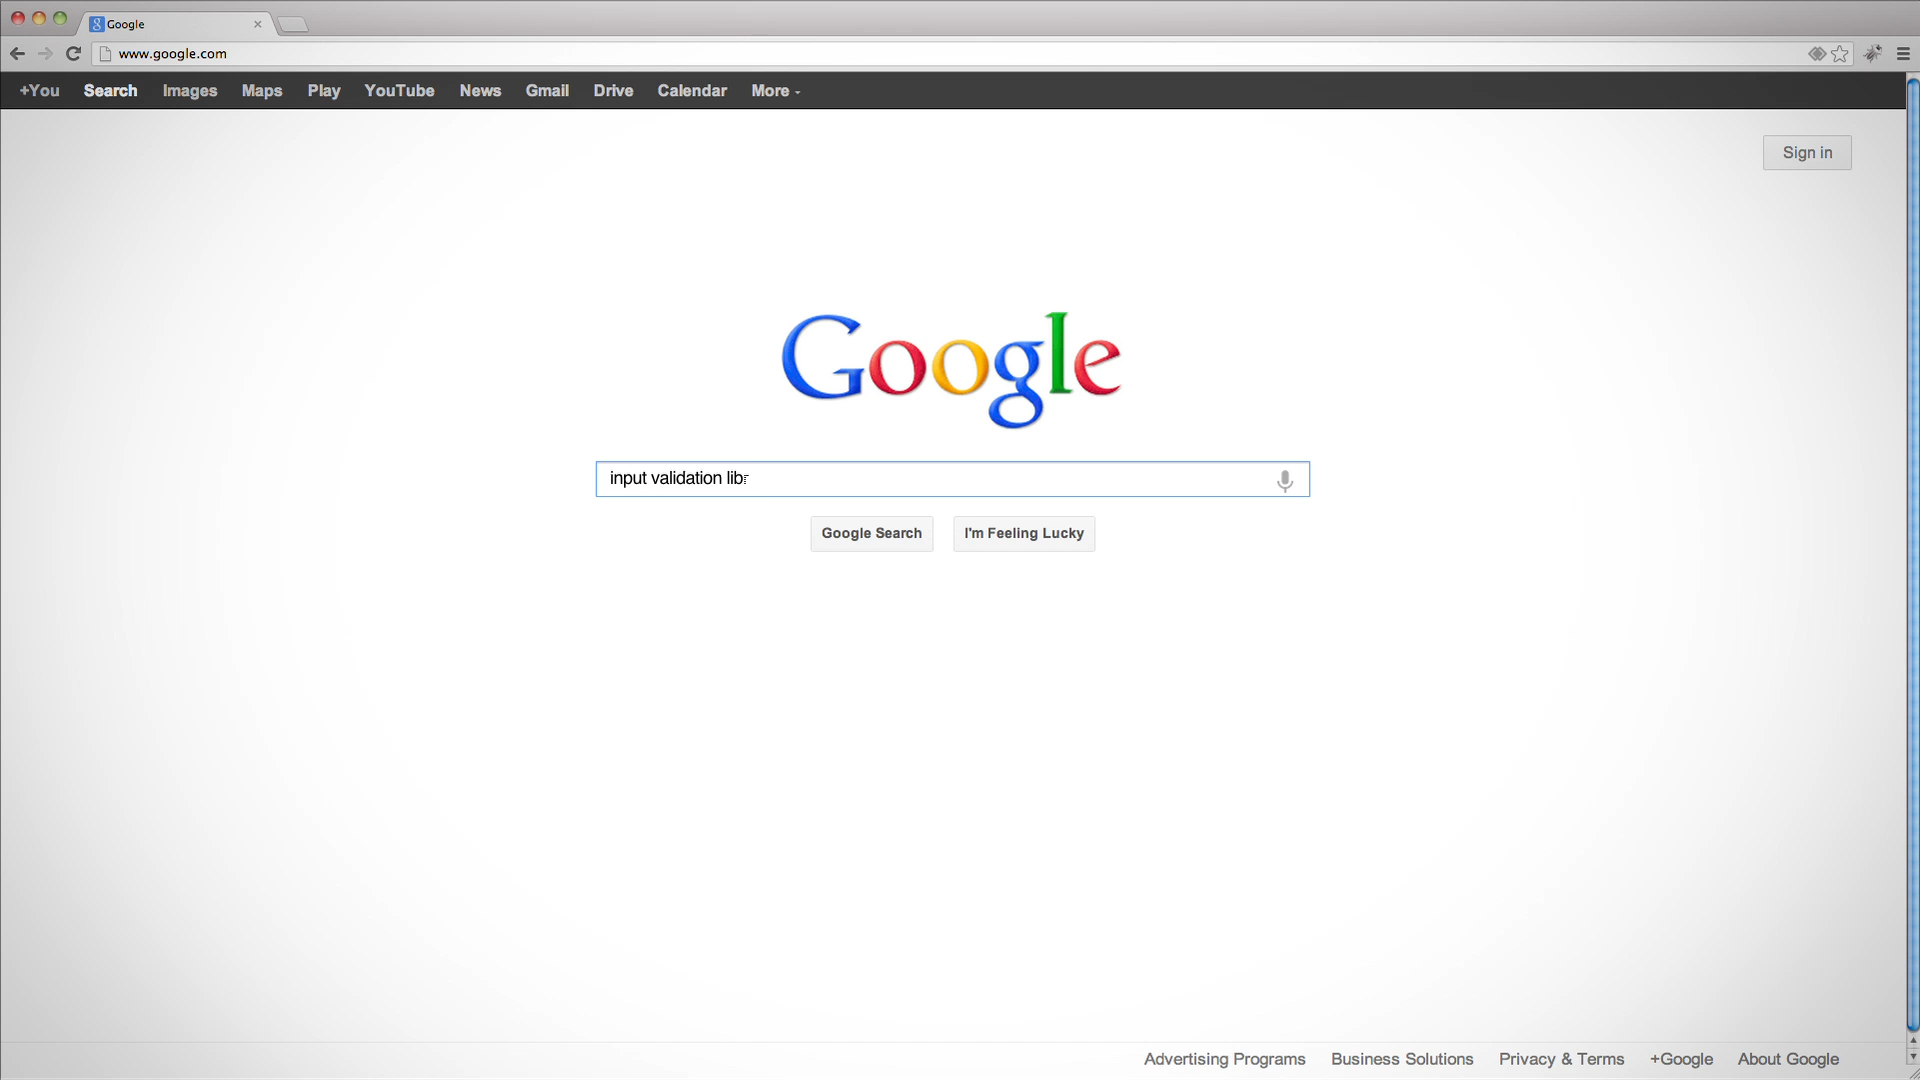 Google
www.google.com
+You Search Images Maps Play YouTube News Gmail Drive Calendar More
Sign in
Google
input validation lib
Google Search I'm Feeling Lucky
Advertising Programs Business Solutions Privacy & Terms +Google About Google